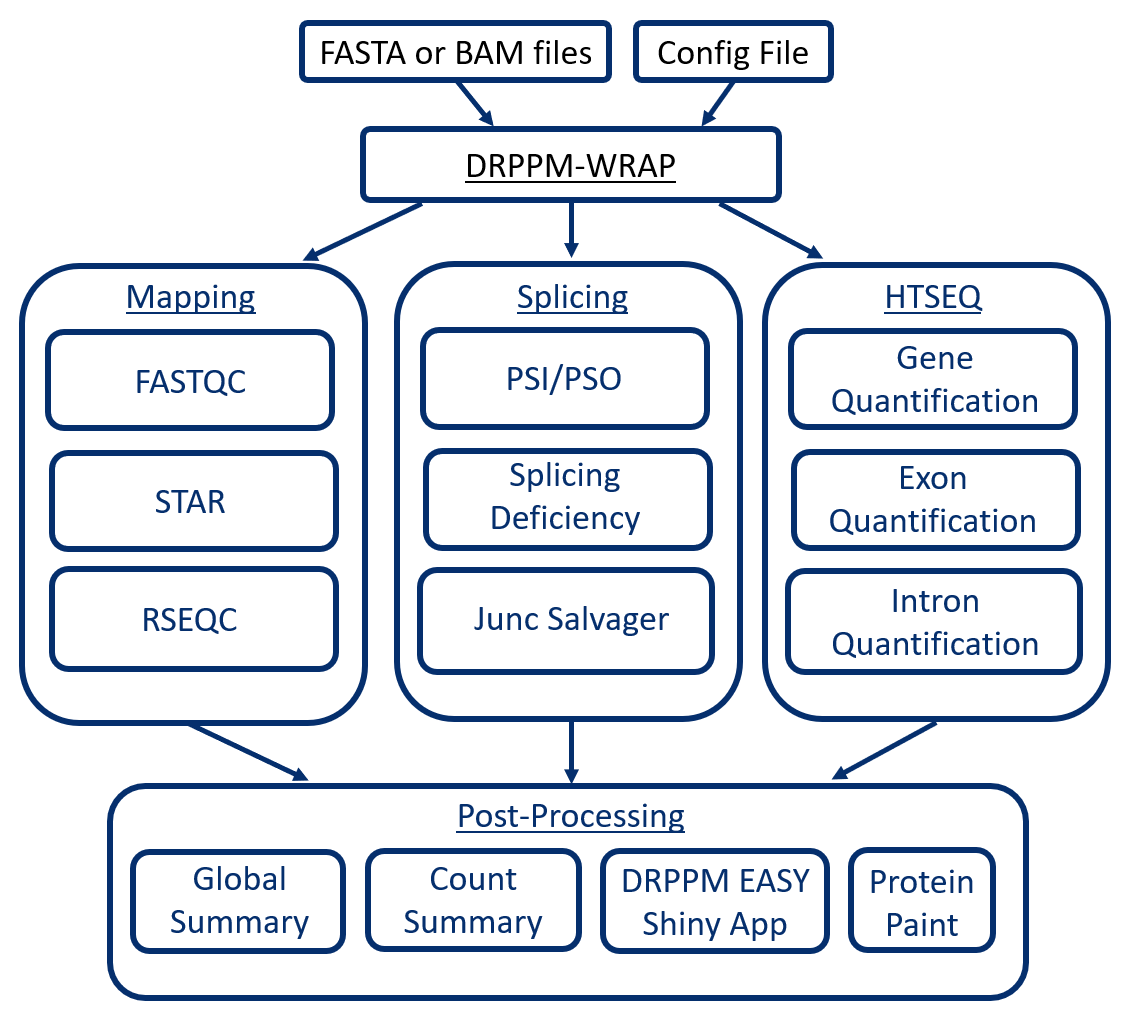 FASTA or BAM files
Config File
DRPPM-WRAP
Mapping
FASTQC
STAR
RSEQC
Splicing
PSI/PSO
Splicing
Deficiency
Junc Salvager
HTSEQ
Gene
Quantification
Exon
Quantification
Intron
Quantification
Post-Processing
Global
Summary
Count
Summary
DRPPM EASY
Shiny App
Protein
Paint